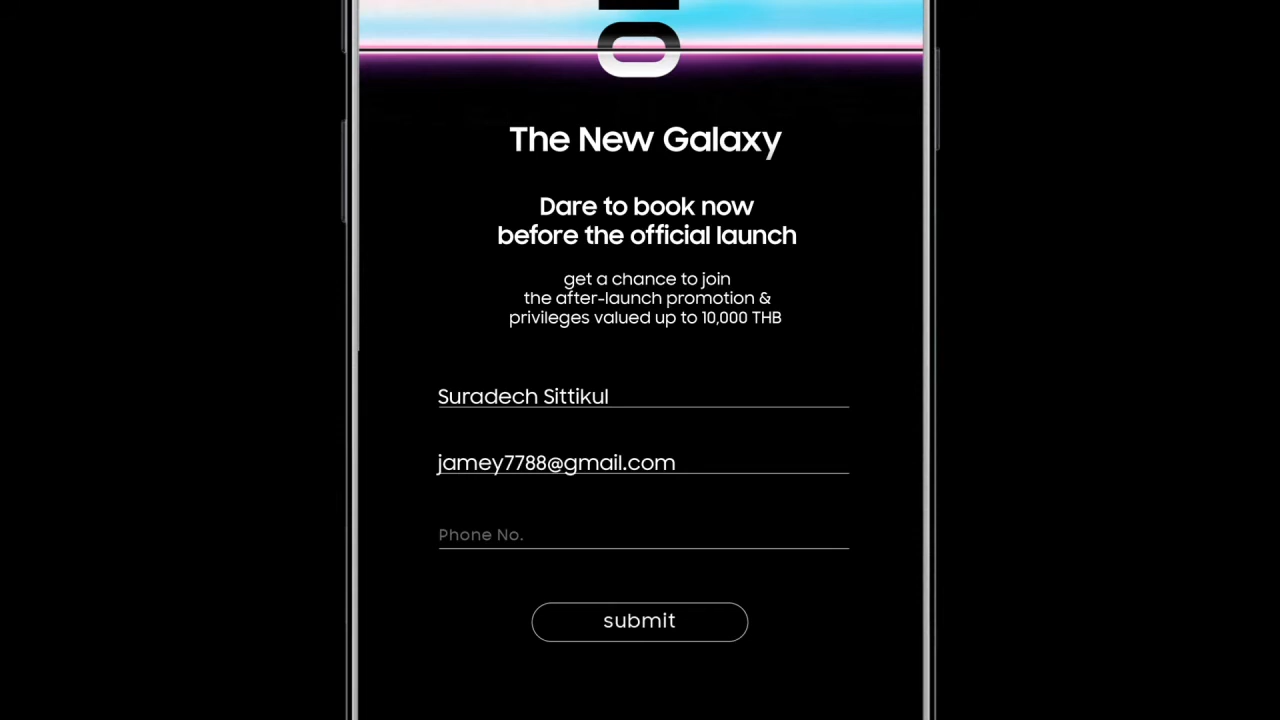 The New Galaxy
Dare to book now
before the official launch
get a chance to join
the after-launch promotion &
privileges valued up to 10,000 THB
Suradech Sittikul
jamey7788@gmail.com
Phone No.
submit